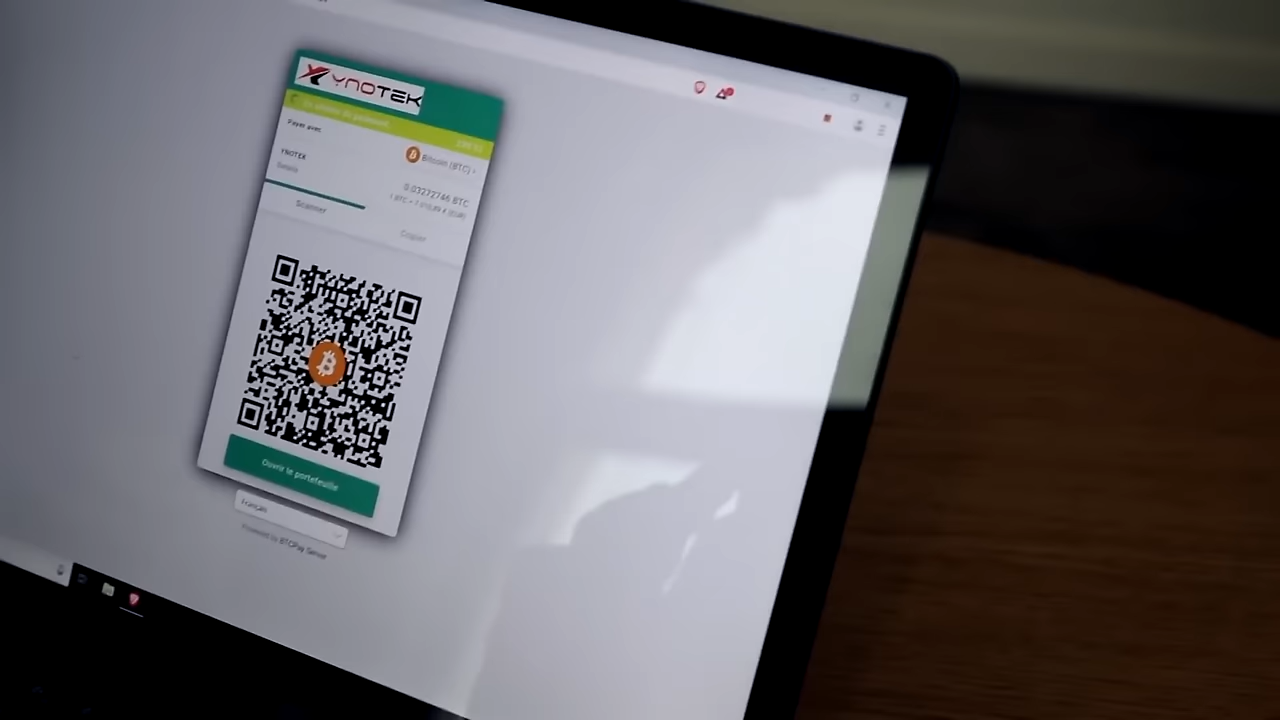 YNOTEK
Payer avec
Bitcoin (BTC)
YNOTEK
0.03272746 BTC
Scanner
Copier
Ouvrir le portefeuille
Français
Powered by BTCPay Server